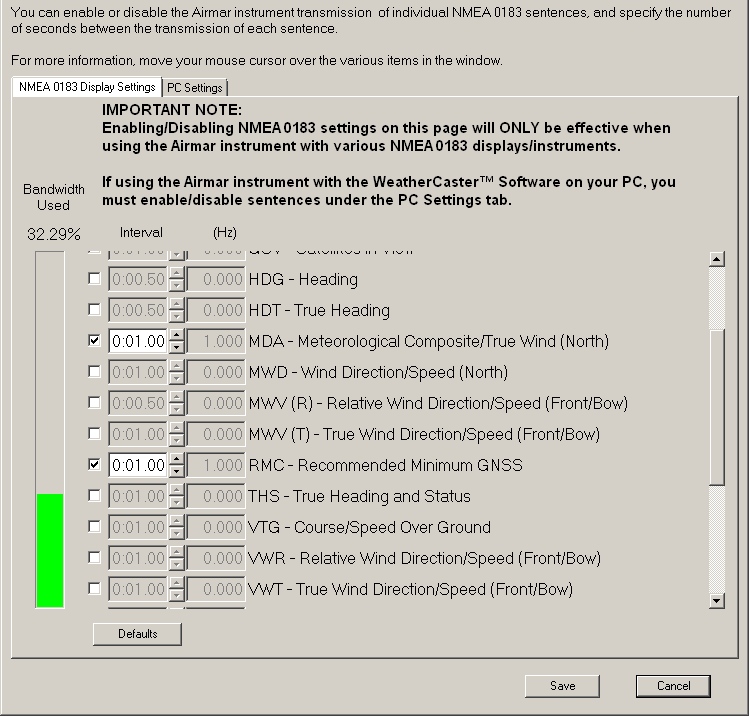 You can enable or disable the Airmar instrument transmission of individual NMEA 0183 sentences, and specify the number
of seconds between the transmission of each sentence.
For more information, move your mouse cursor over the various items in the window.
NMEA 0183 Display Settings PC Settings
IMPORTANT NOTE:
Enabling/Disabling NMEA 0183 settings on this page will ONLY be effective when
using the Airmar instrument with various NMEA 0183 displays/instruments.
If using the Airmar instrument with the WeatherCaster™ Software on your PC, you
must enable/disable sentences under the PC Settings tab.
Bandwidth
Used
32.29%
Interval (Hz)
0:00.50 0.000 HDG - Heading
0:00.50 0.000 HDT - True Heading
0:01.00 1.000 MDA - Meteorological Composite/True Wind (North)
0:01.00 0.000 MWD - Wind Direction/Speed (North)
0:00.50 0.000 MWV (R) - Relative Wind Direction/Speed (Front/Bow)
0:01.00 0.000 MWV (T) - True Wind Direction/Speed (Front/Bow)
0:01.00 1.000 RMC - Recommended Minimum GNSS
0:01.00 0.000 THS - True Heading and Status
0:01.00 0.000 VTG - Course/Speed Over Ground
0:01.00 0.000 VWR - Relative Wind Direction/Speed (Front/Bow)
0:01.00 0.000 VWT - True Wind Direction/Speed (Front/Bow)
Defaults
Save Cancel